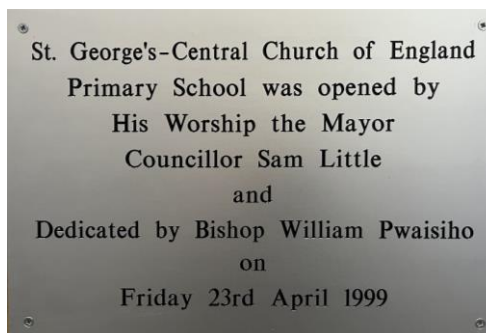 St. George's-Central Church of England
Primary School was opened by
His Worship the Mayor
Councillor Sam Little
and
Dedicated by Bishop William Pwaisiho
on
Friday 23rd April 1999